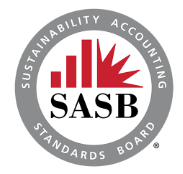 SUSTAINABILITY ACCOUNTING
SASB
STANDARDS BOARD
®